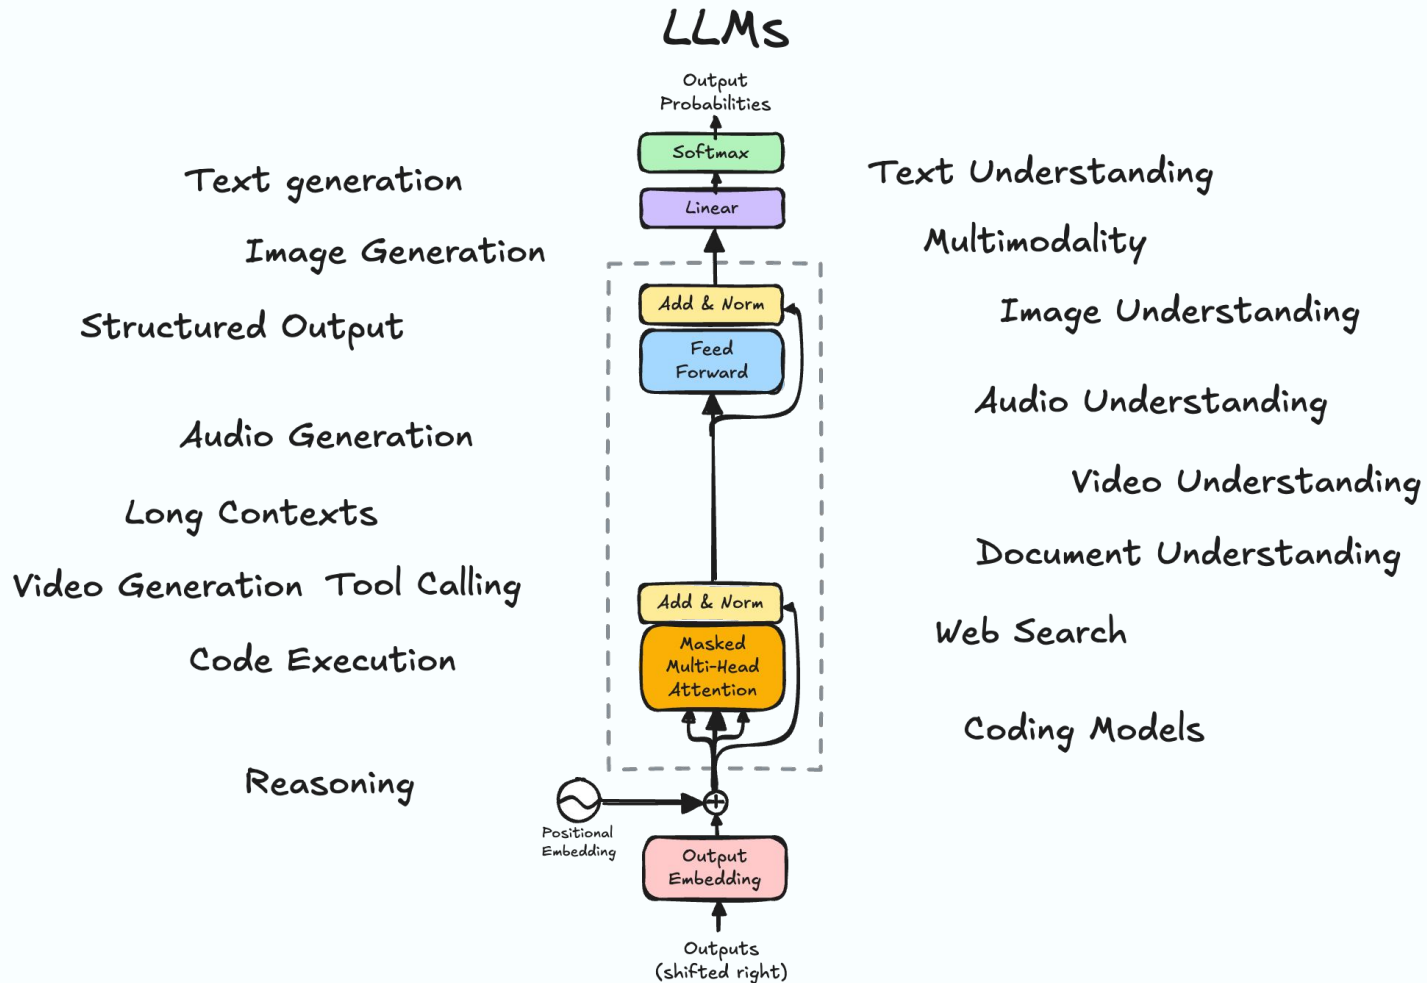 LLMs
Output
Probabilities
Softmax
Linear
Add & Norm
Feed
Forward
Add & Norm
Masked
Multi-Head
Attention
Positional
Embedding
Output
Embedding
Outputs
(shifted right)
Text generation
Image Generation
Structured Output
Audio Generation
Long Contexts
Video Generation
Tool Calling
Code Execution
Reasoning
Text Understanding
Multimodality
Image Understanding
Audio Understanding
Video Understanding
Document Understanding
Web Search
Coding Models